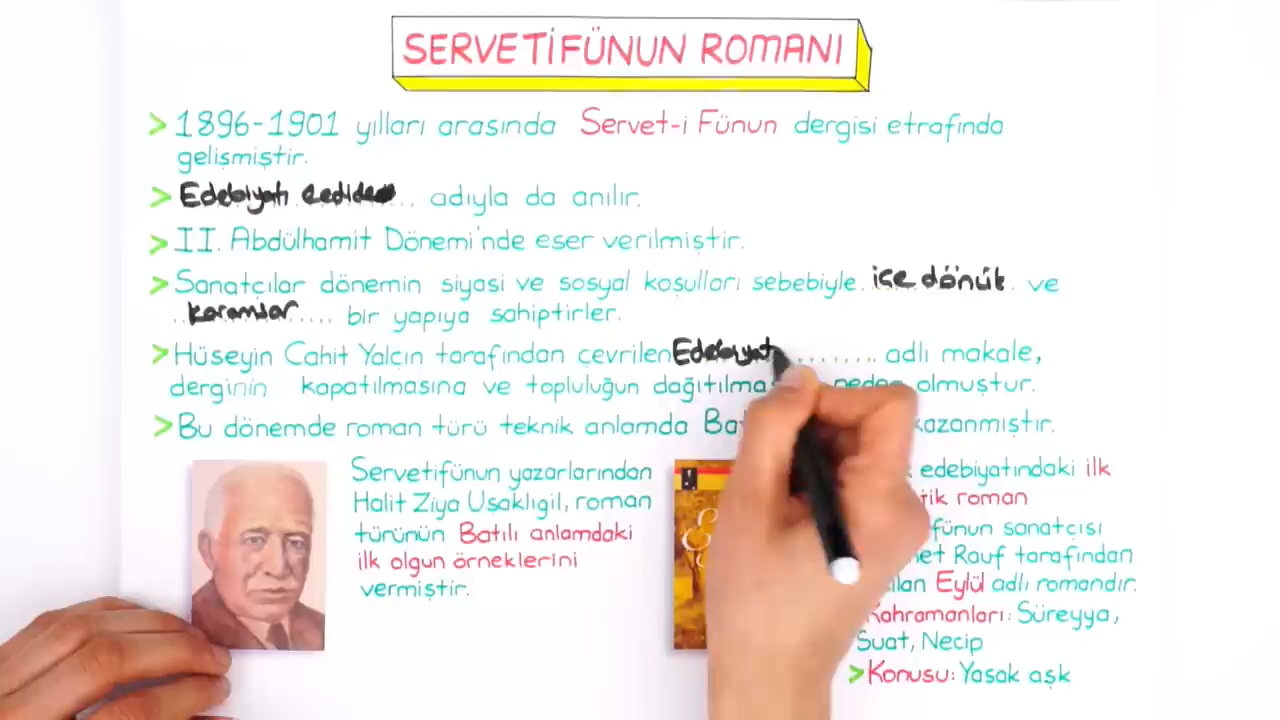 SERVETİFÜNUN ROMANI
> 1896-1901 yılları arasında Servet-i Fünun dergisi etrafında
gelişmiştir.
> Edebiyatı cedide... adıyla da anılır.
> II. Abdülhamit Dönemi'nde eser verilmiştir.
> Sanatçılar dönemin siyasi ve sosyal koşulları sebebiyle içe dönük ve
karamsar.... bir yapıya sahiptirler.
> Hüseyin Cahit Yalçın tarafından çevrilen Edebiyat ........ adlı makale,
derginin kapatılmasına ve topluluğun dağıtılma olmuştur.
> Bu dönemde roman türü teknik anlamda kazanmıştır.
Servetifünun yazarlarından
Halit Ziya Uşaklıgil, roman
türünün Batılı anlamdaki
ilk olgun örneklerini
vermiştir.
edebiyatındaki ilk
roman
sanatçısı
Rauf tarafından
Eylül adlı romandır.
Kahramanları: Süreyya,
Suat, Necip
> Konusu: Yasak aşk